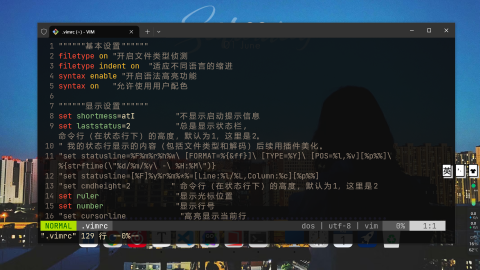 .vimrc (~) - VIM
1 """"""基本设置""""""
2 filetype on "开启文件类型侦测
3 filetype indent on "适应不同语言的缩进
4 syntax enable "开启语法高亮功能
5 syntax on "允许使用用户配色
6
7 """"""显示设置""""""
8 set shortmess=atI "不显示启动提示信息
9 set laststatus=2 "总是显示状态栏,
命令行（在状态行下）的高度，默认为1，这里是2,
10 " 我的状态行显示的内容（包括文件类型和解码）后续用插件美化,
11 "set statusline=%F%m%r%h%w\ [FORMAT=%{&ff}]\ [TYPE=%Y]\ [POS=%l,%v][%p%%]\
%{strftime(\"%d/%m/%y\ -\ %H:%M\")}
12 "set statusline=[%F]%y%r%m%*%=[Line:%l/%L,Column:%c][%p%%]
13 "set cmdheight=2 " 命令行（在状态行下）的高度，默认为1，这里是2
14 set ruler "显示光标位置
15 set number "显示行号
16 "set cursorline "高亮显示当前行
NORMAL .vimrc dos | utf-8 | vim 0% 1:1
".vimrc" 129 行 --0%--
英